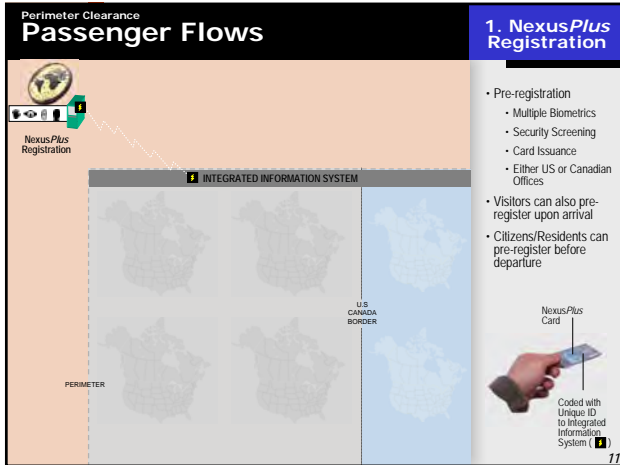 Perimeter Clearance
Passenger Flows
1. NexusPlus
Registration
NexusPlus
Registration
INTEGRATED INFORMATION SYSTEM
U.S
CANADA
BORDER
PERIMETER
• Pre-registration
• Multiple Biometrics
• Security Screening
• Card Issuance
• Either US or Canadian
Offices
• Visitors can also pre-
register upon arrival
• Citizens/Residents can
pre-register before
departure
NexusPlus
Card
Coded with
Unique ID
to Integrated
Information
System ( )
11